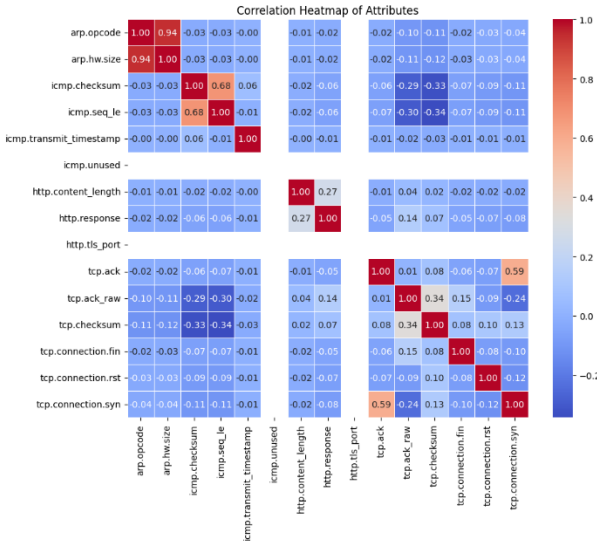 Correlation Heatmap of Attributes
arp.opcode 1.00 0.94 -0.03 -0.03 -0.00 -0.01 -0.02 -0.02 -0.10 -0.11 -0.02 -0.03 -0.04
arp.hw.size 0.94 1.00 -0.03 -0.03 -0.00 -0.01 -0.02 -0.02 -0.11 -0.12 -0.03 -0.03 -0.04
icmp.checksum -0.03 -0.03 1.00 0.68 0.06 -0.02 -0.06 -0.06 -0.29 -0.33 -0.07 -0.09 -0.11
icmp.seq_le -0.03 -0.03 0.68 1.00 -0.01 -0.02 -0.06 -0.07 -0.30 -0.34 -0.07 -0.09 -0.11
icmp.transmit_timestamp -0.00 -0.00 0.06 -0.01 1.00 -0.00 -0.01 -0.01 -0.02 -0.03 -0.01 -0.01 -0.01
icmp.unused
http.content_length -0.01 -0.01 -0.02 -0.02 -0.00 1.00 0.27 -0.01 0.04 0.02 -0.02 -0.02 -0.02
http.response -0.02 -0.02 -0.06 -0.06 -0.01 0.27 1.00 -0.05 0.14 0.07 -0.05 -0.07 -0.08
http.tls_port
tcp.ack -0.02 -0.02 -0.06 -0.07 -0.01 -0.01 -0.05 1.00 0.01 0.08 -0.06 -0.07 0.59
tcp.ack_raw -0.10 -0.11 -0.29 -0.30 -0.02 0.04 0.14 0.01 1.00 0.34 0.15 -0.09 -0.24
tcp.checksum -0.11 -0.12 -0.33 -0.34 -0.03 0.02 0.07 0.08 0.34 1.00 0.08 0.10 0.13
tcp.connection.fin -0.02 -0.03 -0.07 -0.07 -0.01 -0.02 -0.05 -0.06 0.15 0.08 1.00 -0.08 -0.10
tcp.connection.rst -0.03 -0.03 -0.09 -0.09 -0.01 -0.02 -0.07 -0.07 -0.09 0.10 -0.08 1.00 -0.12
tcp.connection.syn -0.04 -0.04 -0.11 -0.11 -0.01 -0.02 -0.08 0.59 -0.24 0.13 -0.10 -0.12 1.00
arp.opcode
arp.hw.size
icmp.checksum
icmp.seq_le
icmp.transmit_timestamp
icmp.unused
http.content_length
http.response
http.tls_port
tcp.ack
tcp.ack_raw
tcp.checksum
tcp.connection.fin
tcp.connection.rst
tcp.connection.syn
1.0
0.8
0.6
0.4
0.2
0.0